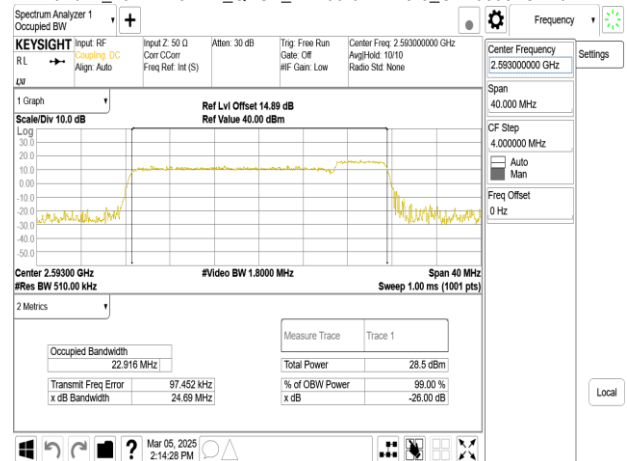 Spectrum Analyzer 1
Occupied BW
Frequency
KEYSIGHT
RL
LXI
Input: RF
Coupling: DC
Align: Auto
Input Z: 50 Ω
Corr CCorr
Freq Ref: Int (S)
Atten: 30 dB
Trig: Free Run
Gate: Off
#IF Gain: Low
Center Freq: 2.593000000 GHz
Avg|Hold: 10/10
Radio Std: None
Center Frequency
2.593000000 GHz
Settings
Span
40.000 MHz
CF Step
4.000000 MHz
Auto
Man
Freq Offset
0 Hz
1 Graph
Scale/Div 10.0 dB
Ref Lvl Offset 14.89 dB
Ref Value 40.00 dBm
Log
30.0
20.0
10.0
0.00
-10.0
-20.0
-30.0
-40.0
-50.0
Center 2.59300 GHz
#Video BW 1.8000 MHz
Span 40 MHz
#Res BW 510.00 kHz
Sweep 1.00 ms (1001 pts)
2 Metrics
Measure Trace
Trace 1
Occupied Bandwidth
22.916 MHz
Total Power
28.5 dBm
Transmit Freq Error
97.452 kHz
% of OBW Power
99.00 %
x dB Bandwidth
24.69 MHz
x dB
-26.00 dB
Local
?
Mar 05, 2025
2:14:28 PM